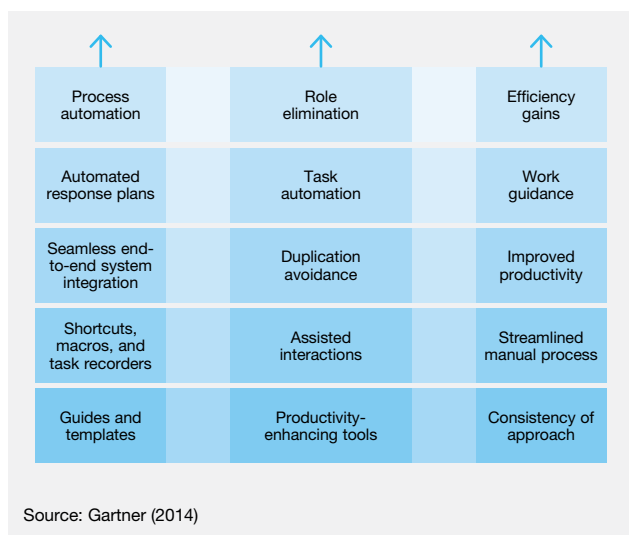 Process
automation
Role
elimination
Efficiency
gains
Automated
response plans
Task
automation
Work
guidance
Seamless end-
to-end system
integration
Duplication
avoidance
Improved
productivity
Shortcuts,
macros, and
task recorders
Assisted
interactions
Streamlined
manual process
Guides and
templates
Productivity-
enhancing tools
Consistency of
approach
Source: Gartner (2014)